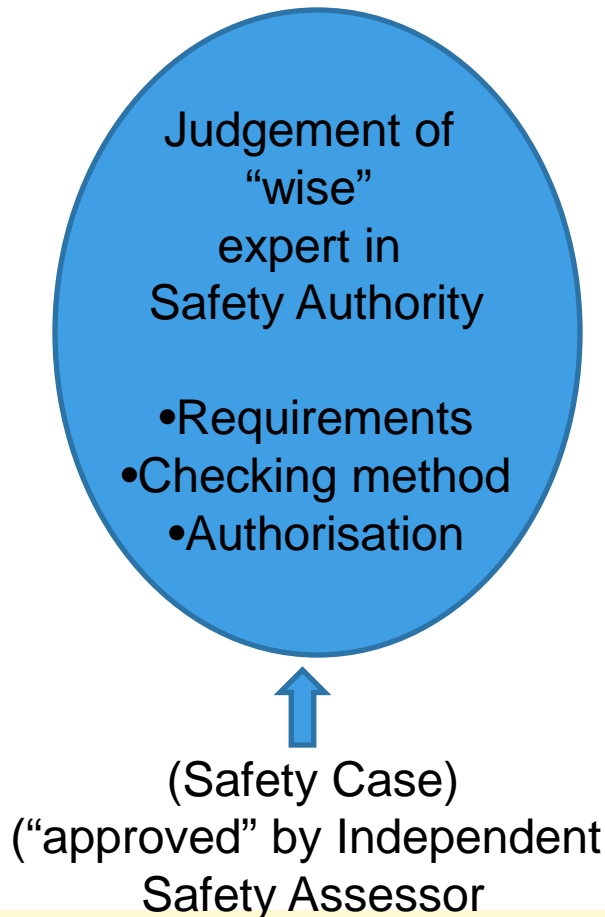 Judgement of
“wise”
expert in
Safety Authority
•Requirements
•Checking method
•Authorisation
(Safety Case)
(“approved” by Independent
Safety Assessor